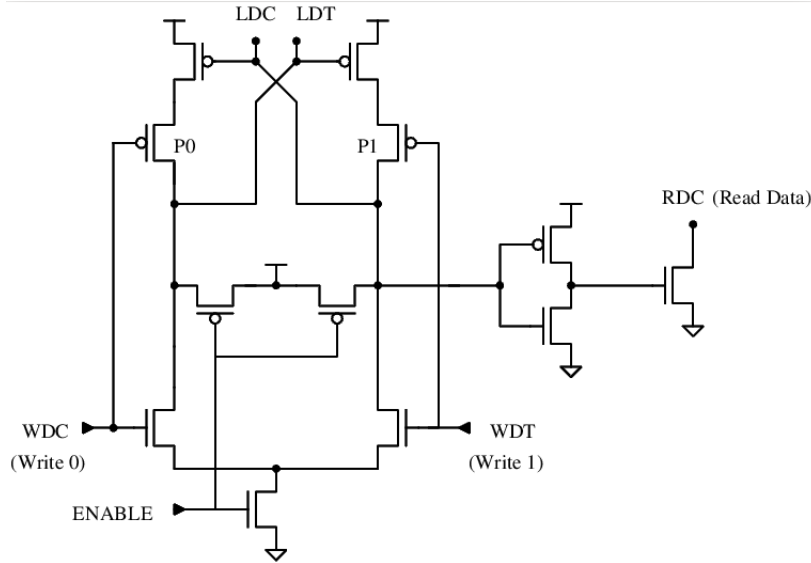 LDC LDT
P0 P1
RDC (Read Data)
WDC WDT
(Write 0) (Write 1)
ENABLE